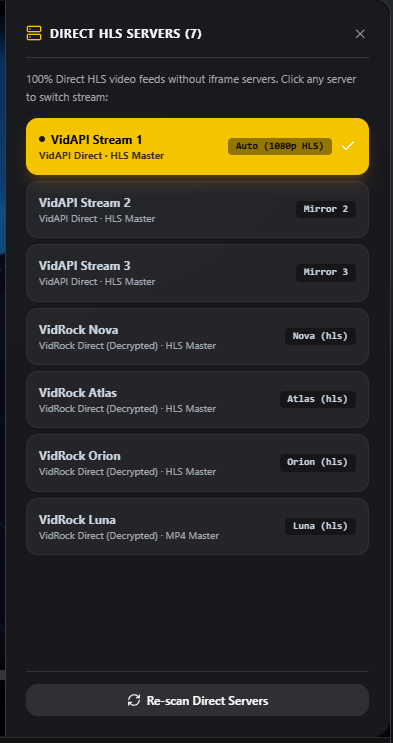 DIRECT HLS SERVERS (7)
100% Direct HLS video feeds without iframe servers. Click any server
to switch stream:
VidAPI Stream 1
VidAPI Direct · HLS Master
Auto (1080p HLS)
VidAPI Stream 2
VidAPI Direct · HLS Master
Mirror 2
VidAPI Stream 3
VidAPI Direct · HLS Master
Mirror 3
VidRock Nova
VidRock Direct (Decrypted) · HLS Master
Nova (hls)
VidRock Atlas
VidRock Direct (Decrypted) · HLS Master
Atlas (hls)
VidRock Orion
VidRock Direct (Decrypted) · HLS Master
Orion (hls)
VidRock Luna
VidRock Direct (Decrypted) · MP4 Master
Luna (hls)
Re-scan Direct Servers